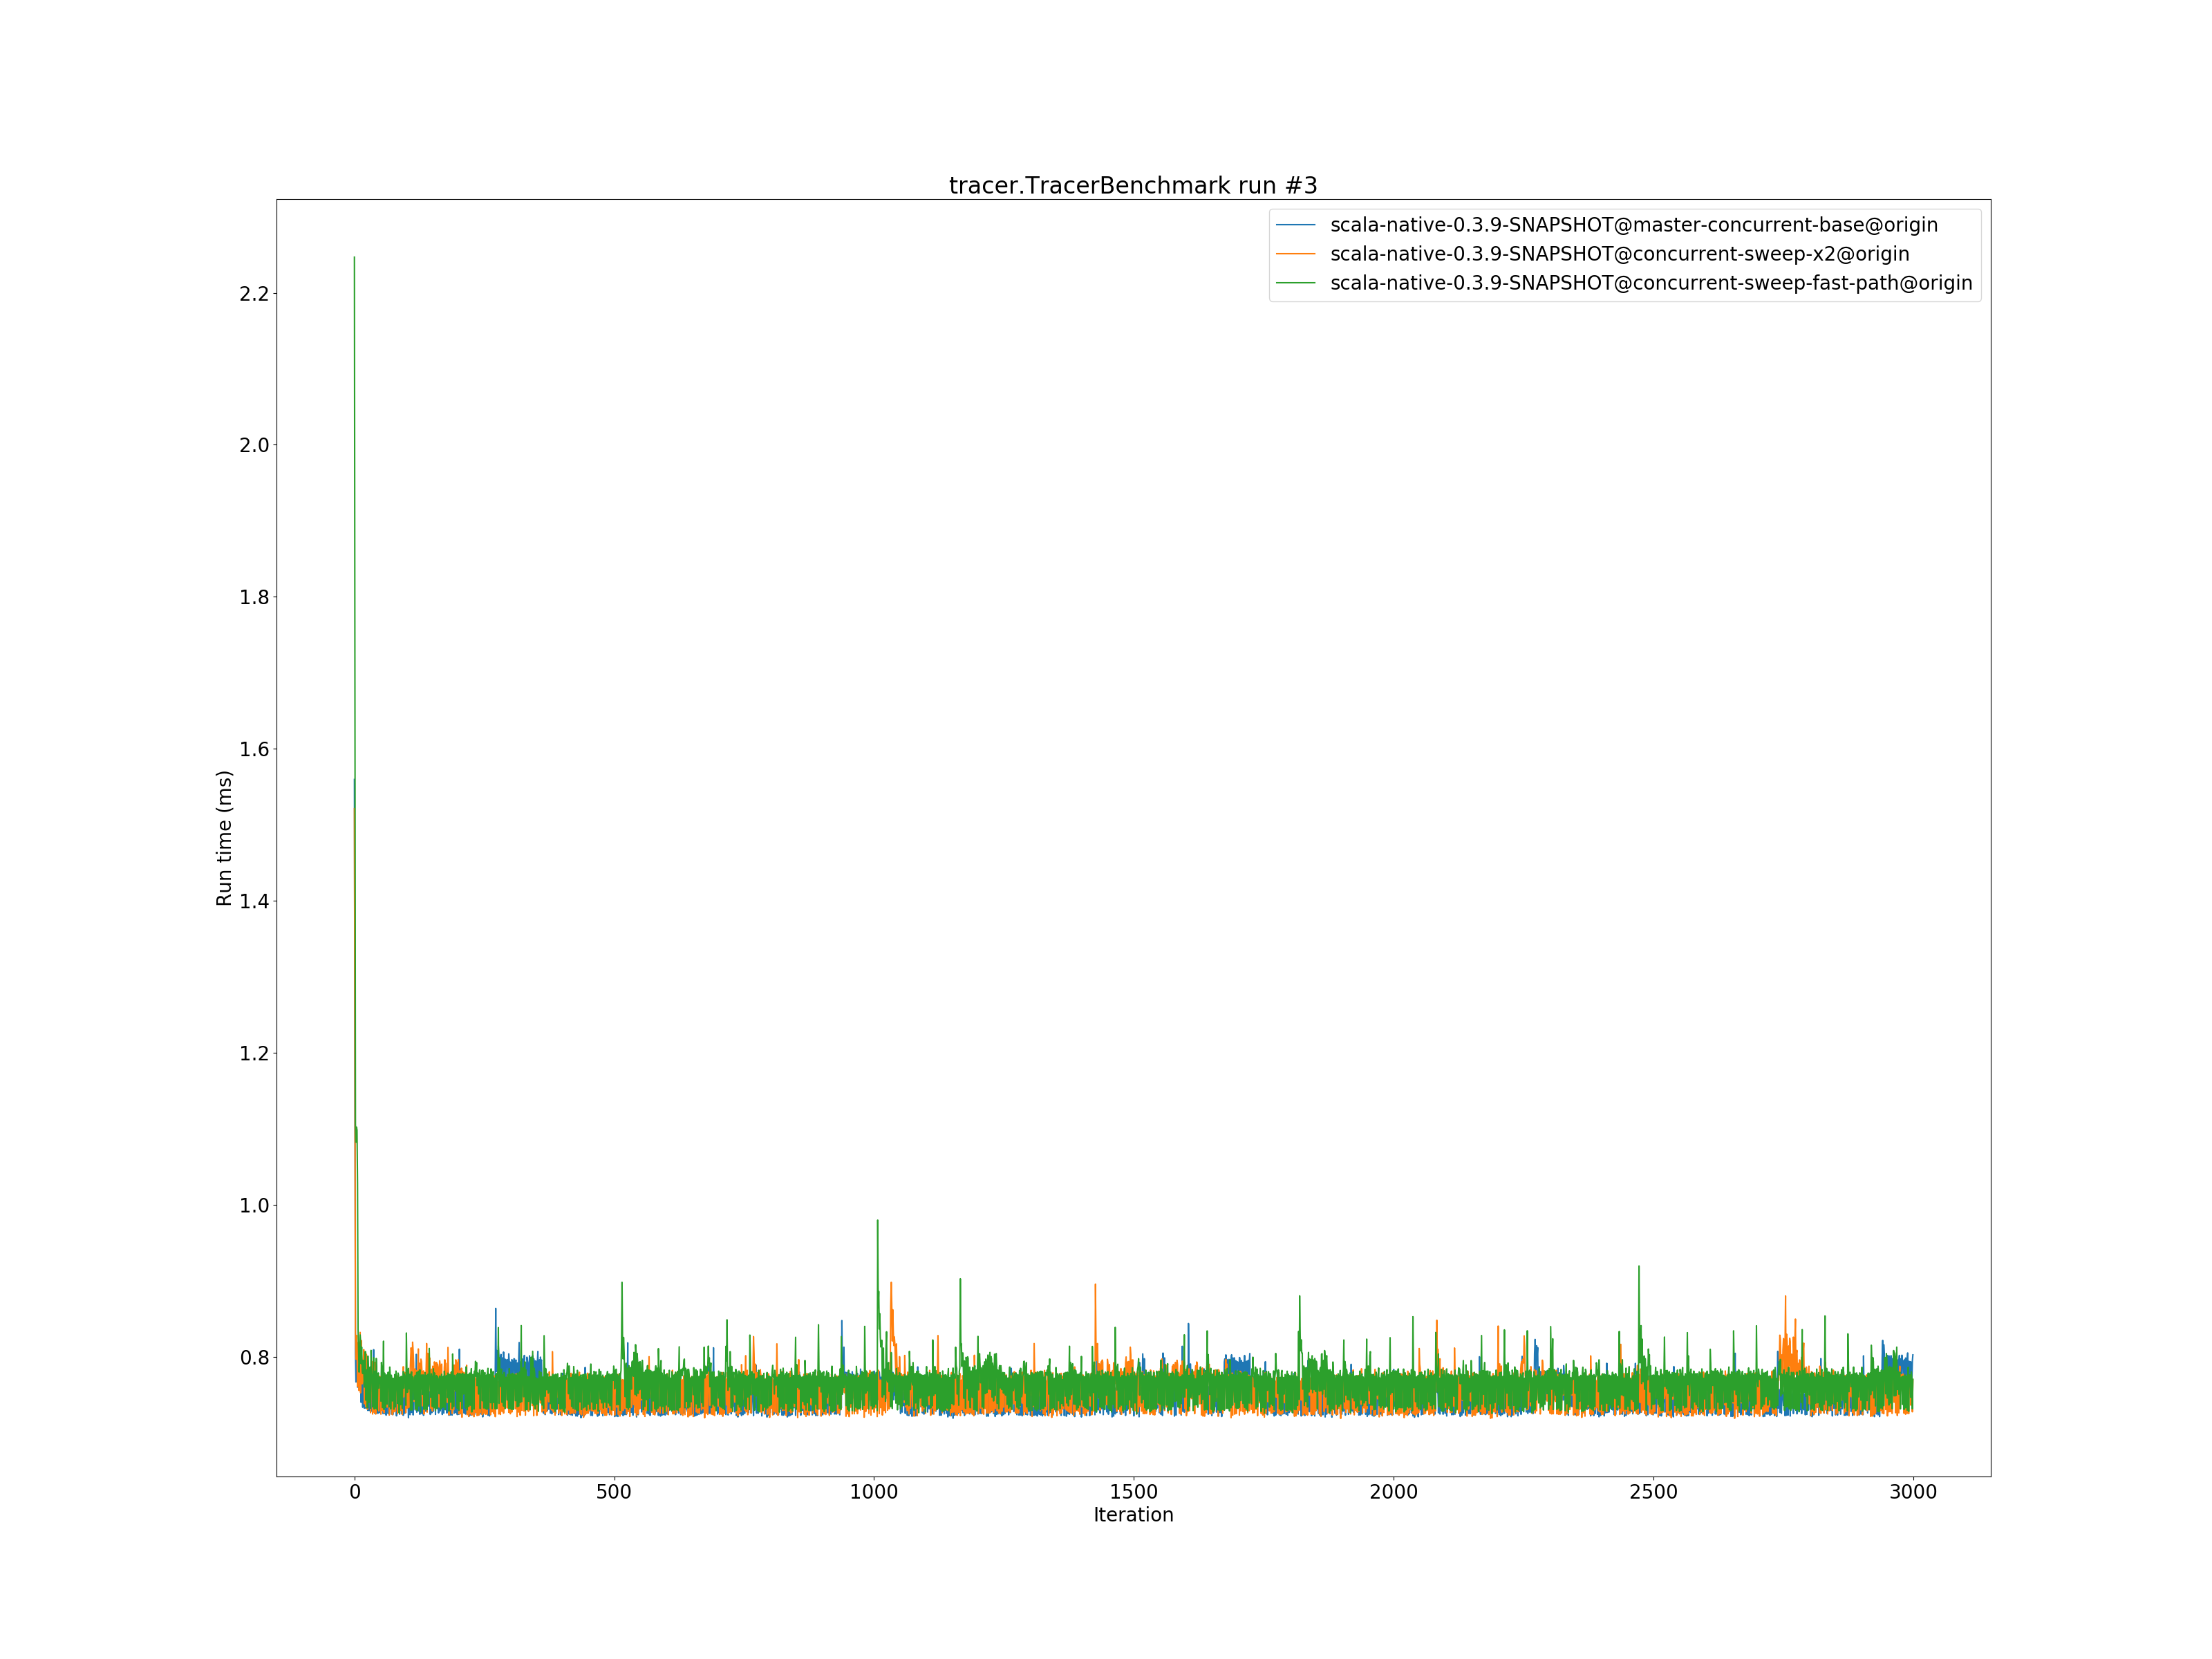 tracer.TracerBenchmark run #3
scala-native-0.3.9-SNAPSHOT@master-concurrent-base@origin
scala-native-0.3.9-SNAPSHOT@concurrent-sweep-x2@origin
scala-native-0.3.9-SNAPSHOT@concurrent-sweep-fast-path@origin
2.2
2.0
1.8
1.6
1.4
1.2
1.0
0.8
Run time (ms)
0 500 1000 1500 2000 2500 3000
Iteration